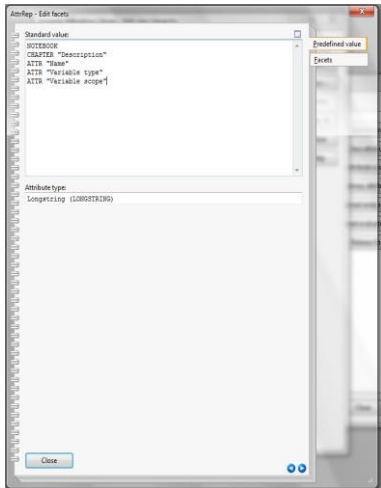 AttrRep - Edit facets
Standard value:
NOTEBOOK
CHAPTER "Description"
ATTR "Name"
ATTR "Variable type"
ATTR "Variable scope"
Attribute type:
Longstring (LONGSTRING)
Close
Predefined value
Facets